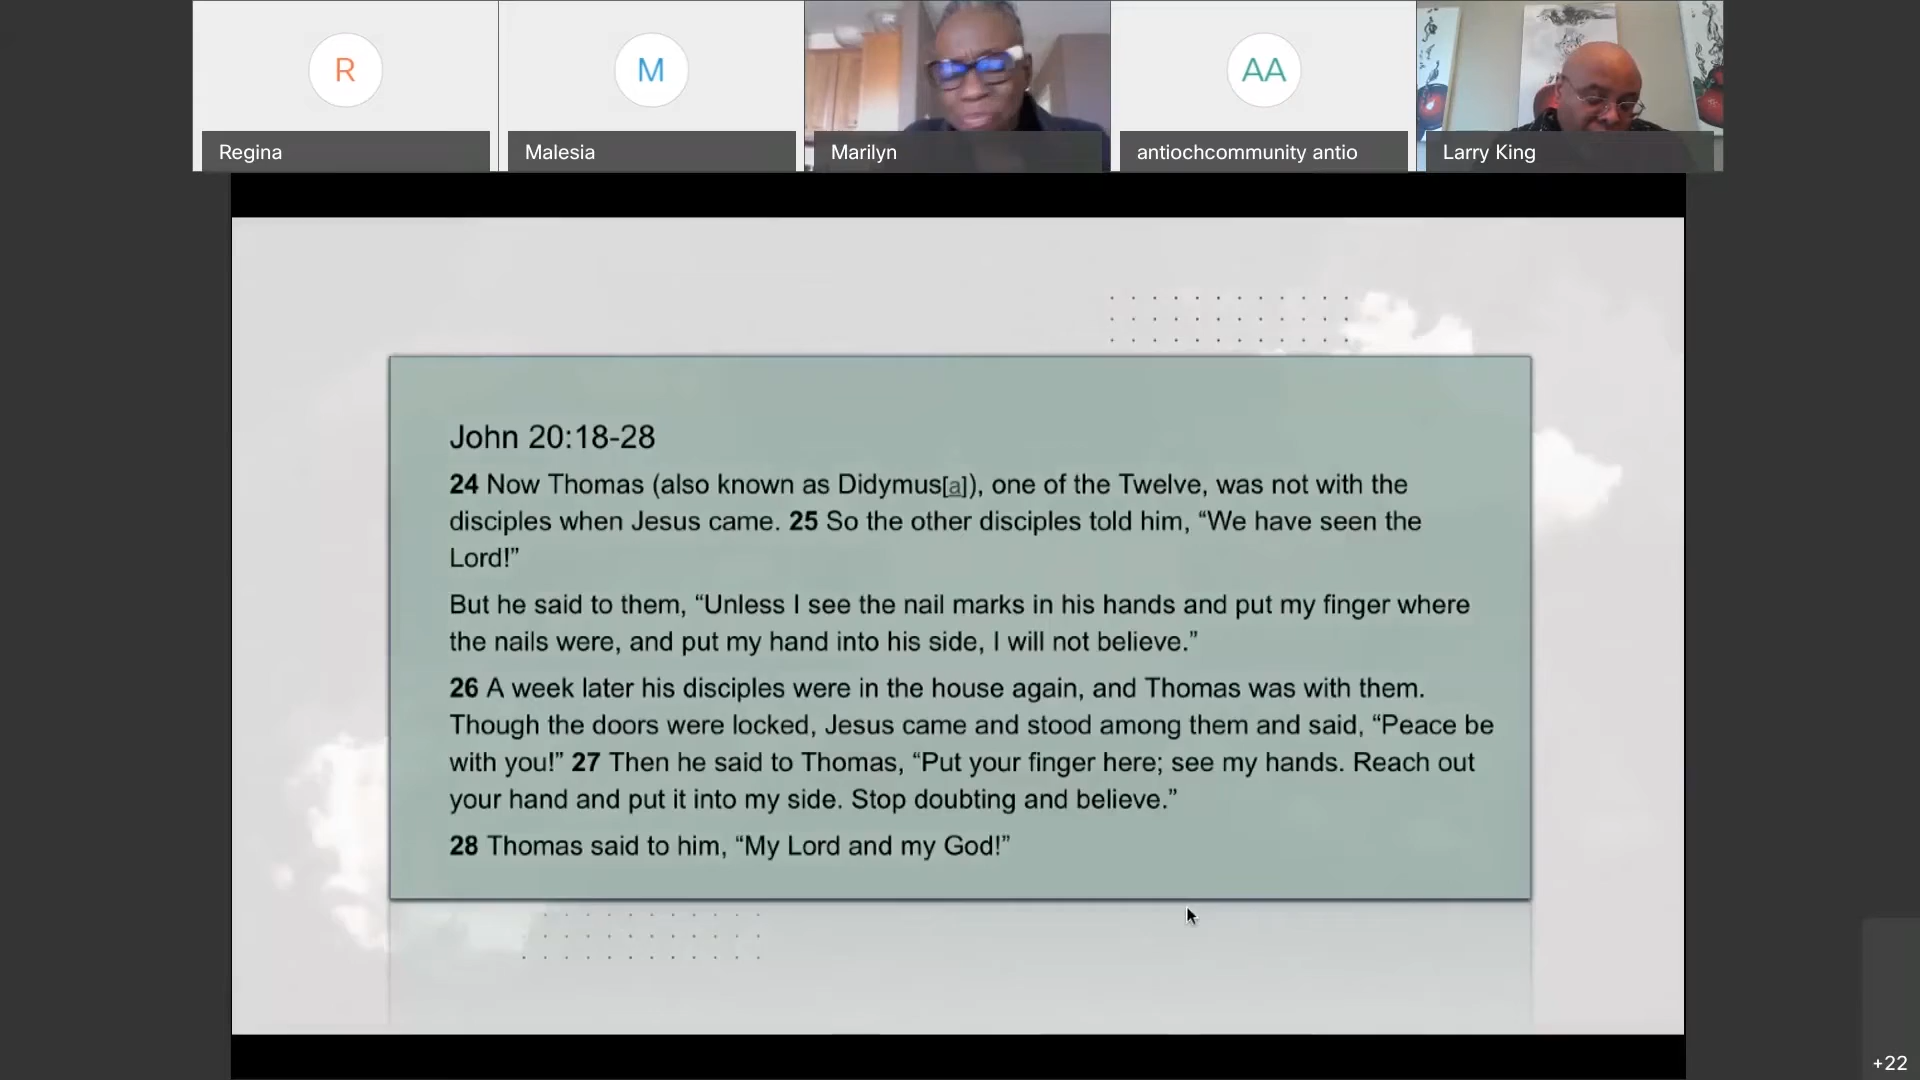 R
M
AA
Regina
Malesia
Marilyn
antiochcommunity antio
Larry King
John 20:18-28
24 Now Thomas (also known as Didymus[a]), one of the Twelve, was not with the
disciples when Jesus came. 25 So the other disciples told him, “We have seen the
Lord!”
But he said to them, “Unless I see the nail marks in his hands and put my finger where
the nails were, and put my hand into his side, I will not believe.”
26 A week later his disciples were in the house again, and Thomas was with them.
Though the doors were locked, Jesus came and stood among them and said, “Peace be
with you!” 27 Then he said to Thomas, “Put your finger here; see my hands. Reach out
your hand and put it into my side. Stop doubting and believe.”
28 Thomas said to him, “My Lord and my God!”
+22